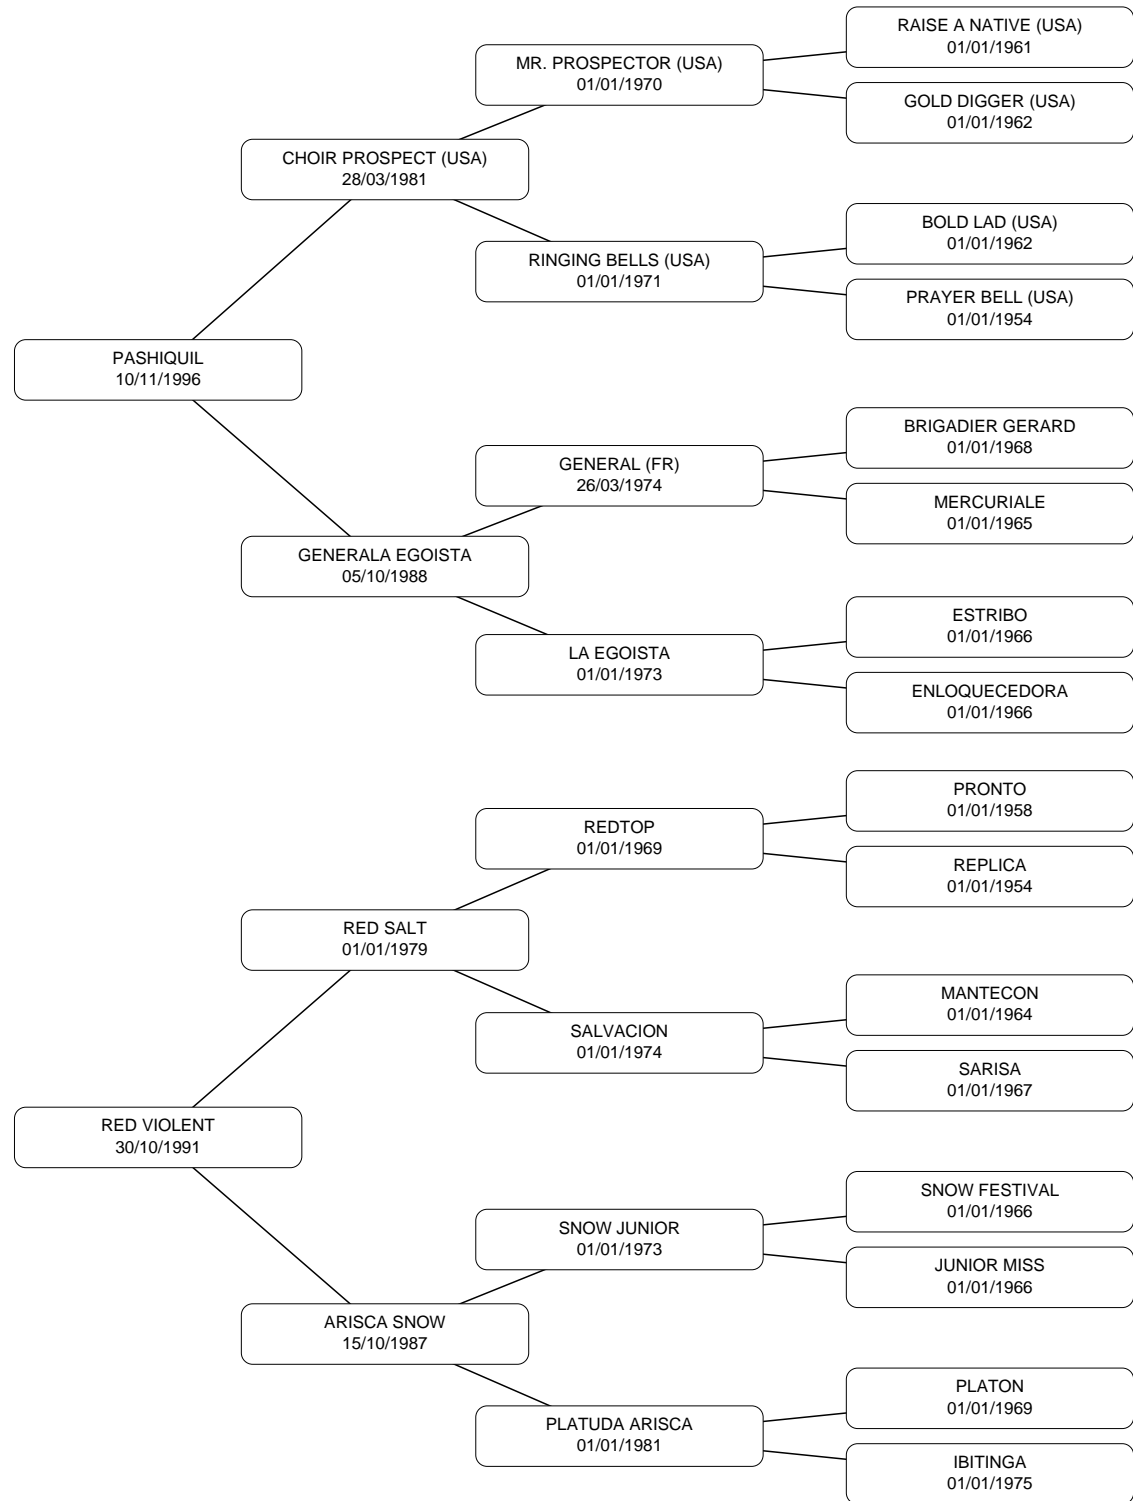 RAISE A NATIVE (USA)
01/01/1961
MR. PROSPECTOR (USA)
01/01/1970
GOLD DIGGER (USA)
01/01/1962
CHOIR PROSPECT (USA)
28/03/1981
BOLD LAD (USA)
01/01/1962
RINGING BELLS (USA)
01/01/1971
PRAYER BELL (USA)
01/01/1954
PASHIQUIL
10/11/1996
BRIGADIER GERARD
01/01/1968
GENERAL (FR)
26/03/1974
MERCURIALE
01/01/1965
GENERALA EGOISTA
05/10/1988
ESTRIBO
01/01/1966
LA EGOISTA
01/01/1973
ENLOQUECEDORA
01/01/1966
PRONTO
01/01/1958
REDTOP
01/01/1969
REPLICA
01/01/1954
RED SALT
01/01/1979
MANTECON
01/01/1964
SALVACION
01/01/1974
SARISA
01/01/1967
RED VIOLENT
30/10/1991
SNOW FESTIVAL
01/01/1966
SNOW JUNIOR
01/01/1973
JUNIOR MISS
01/01/1966
ARISCA SNOW
15/10/1987
PLATON
01/01/1969
PLATUDA ARISCA
01/01/1981
IBITINGA
01/01/1975